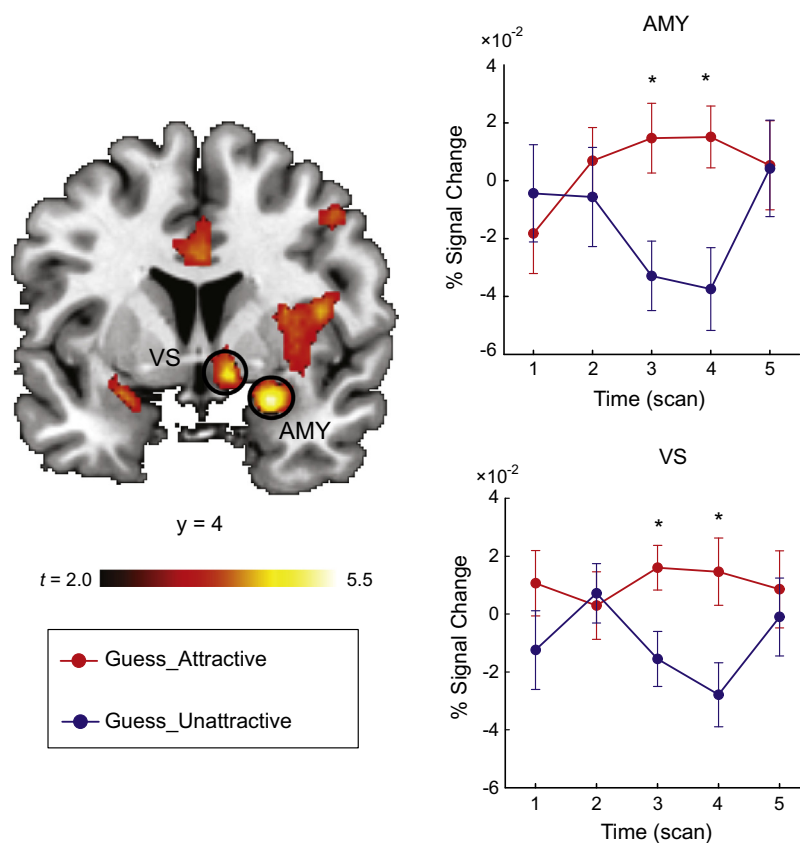 VS
AMY
y = 4
t = 2.0 5.5
Guess_Attractive
Guess_Unattractive
AMY
×10-2
% Signal Change
4
2
0
-2
-4
-6
* *
1 2 3 4 5
Time (scan)
VS
×10-2
% Signal Change
4
2
0
-2
-4
-6
* *
1 2 3 4 5
Time (scan)